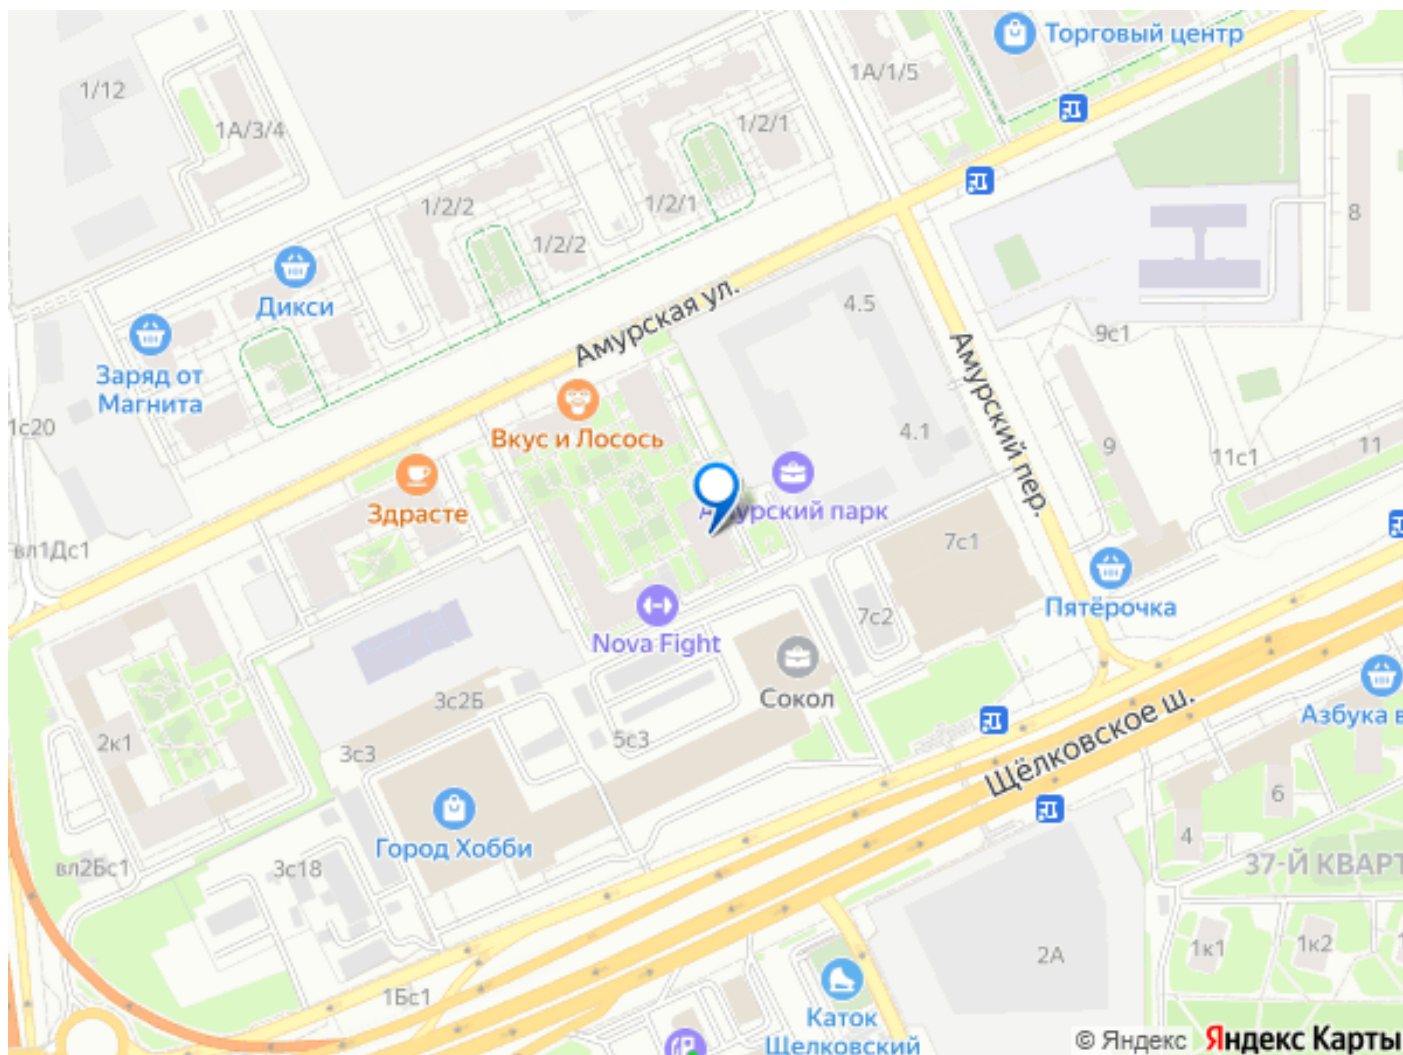 Торговый центр
1А/1/5
1/12
1А/3/4
1/2/1
1/2/2
1/2/1
8
1/2/2
Дикси
4.5
Амурская ул.
9с1
Заряд от
Магнита
Амурский пер.
1с20
Вкус и Лосось
4.1
9
11
11с1
Здрасте
парк
7с1
вл1Дс1
Пятёрочка
7с2
Nova Fight
Сокол
3с2Б
Щёлковское ш.
Азбука в
5с3
2к1
3с3
6
4
Город Хобби
вл2Бс1
3с18
37-Й КВАРТ
1к1
1к2
2А
1Бс1
Каток
Щелковский
© Яндекс Яндекс Карты